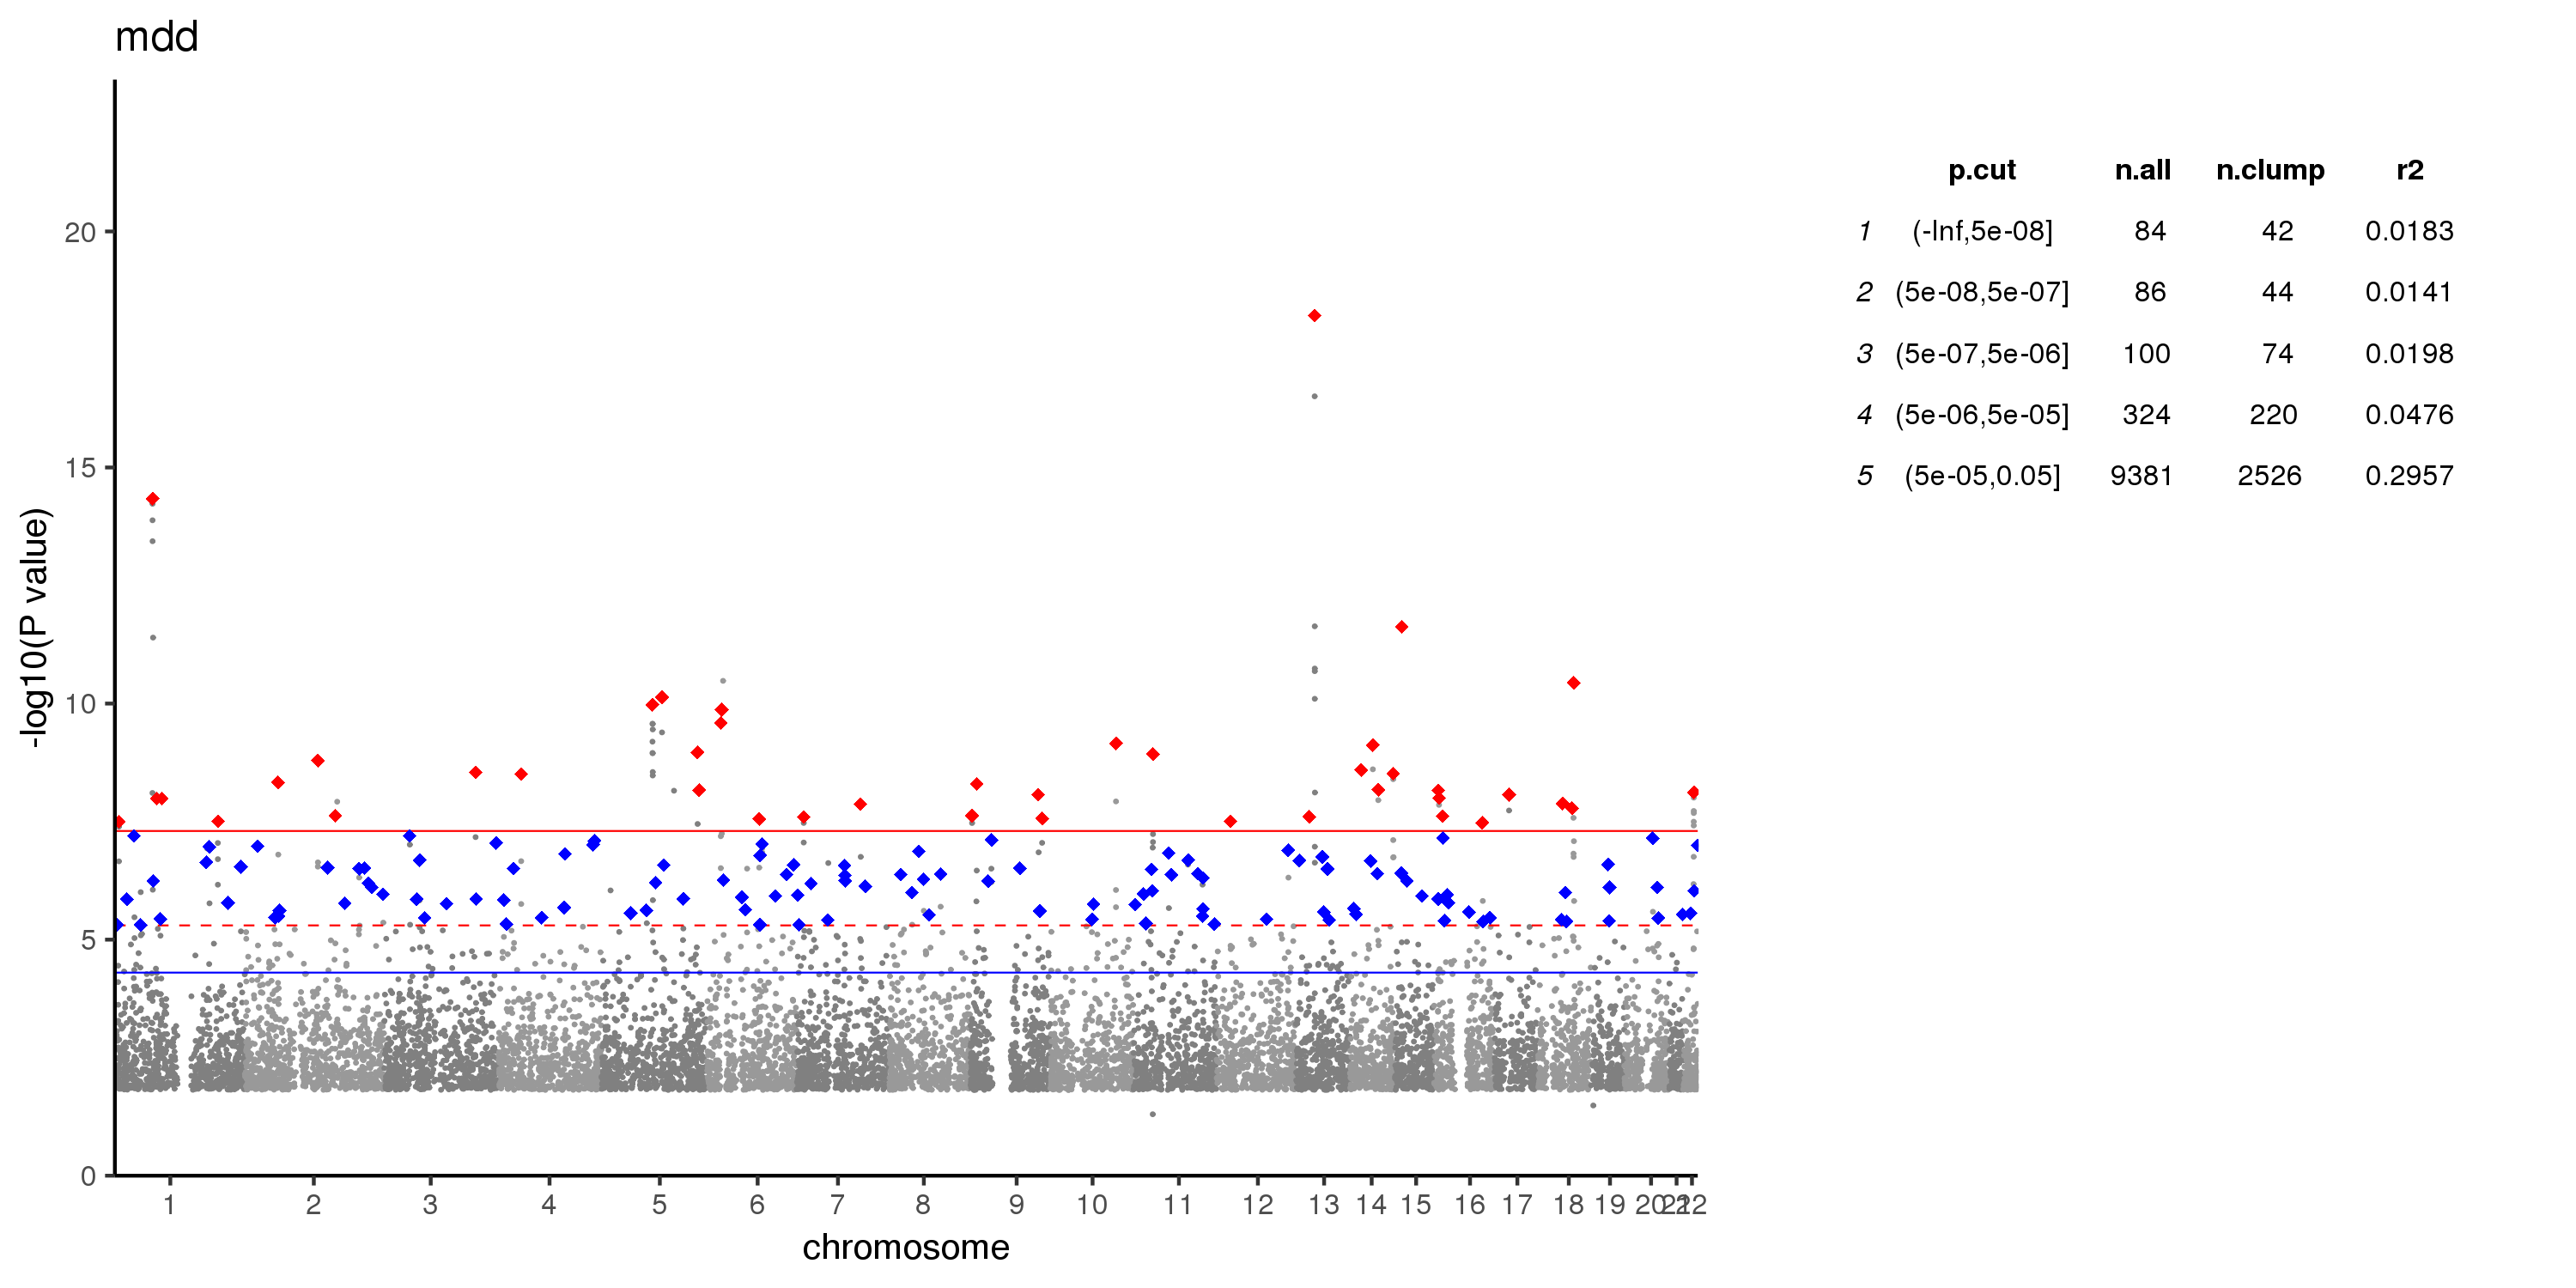 mdd
-log10(P value)
20
15
10
5
0
1 2 3 4 5 6 7 8 9 10 11 12 13 14 15 16 17 18 19 20 21 22
chromosome
p.cut n.all n.clump r2
1 (-Inf,5e-08] 84 42 0.0183
2 (5e-08,5e-07] 86 44 0.0141
3 (5e-07,5e-06] 100 74 0.0198
4 (5e-06,5e-05] 324 220 0.0476
5 (5e-05,0.05] 9381 2526 0.2957